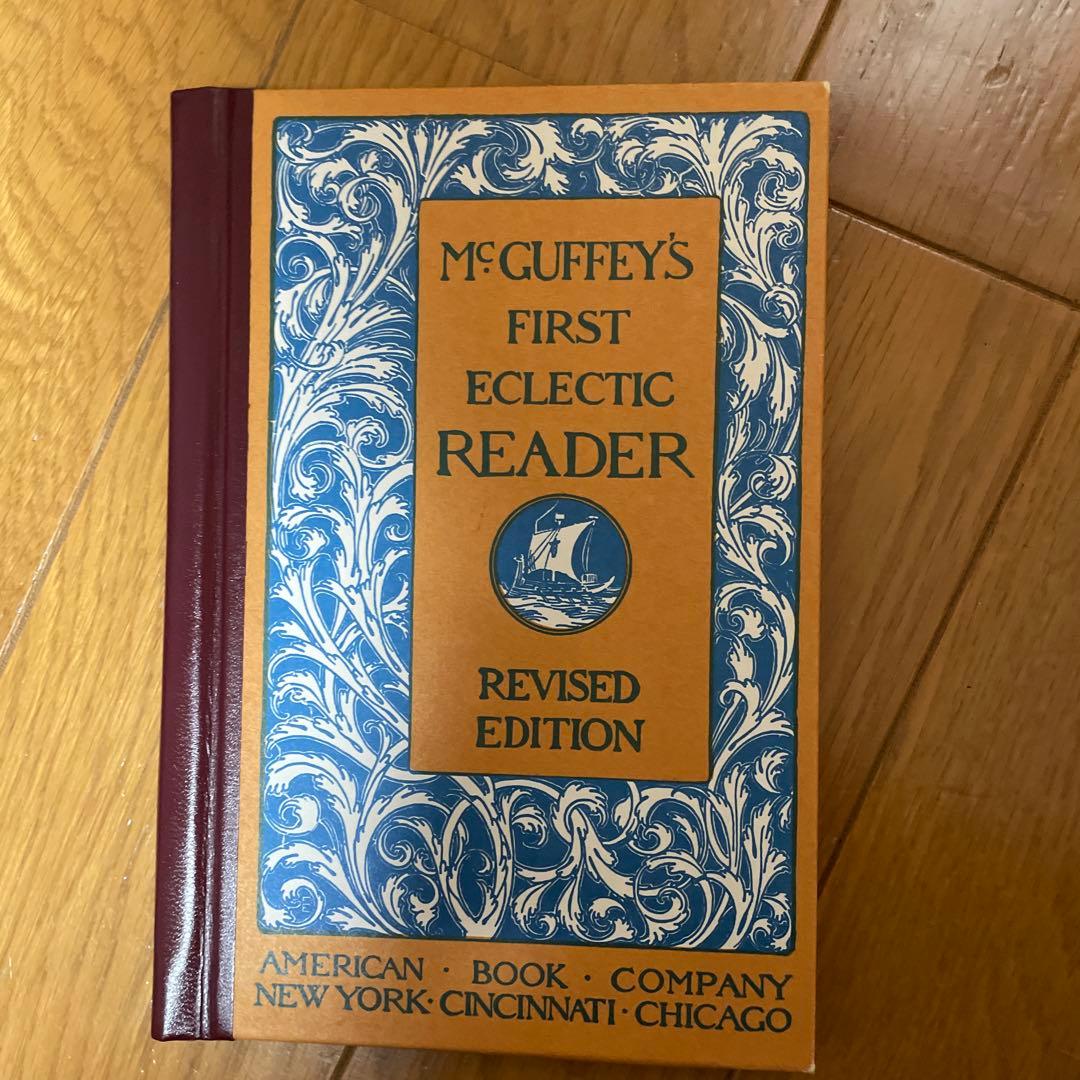 McGUFFEY'S
FIRST
ECLECTIC
READER
REVISED
EDITION
AMERICAN · BOOK · COMPANY
NEW YORK · CINCINNATI · CHICAGO